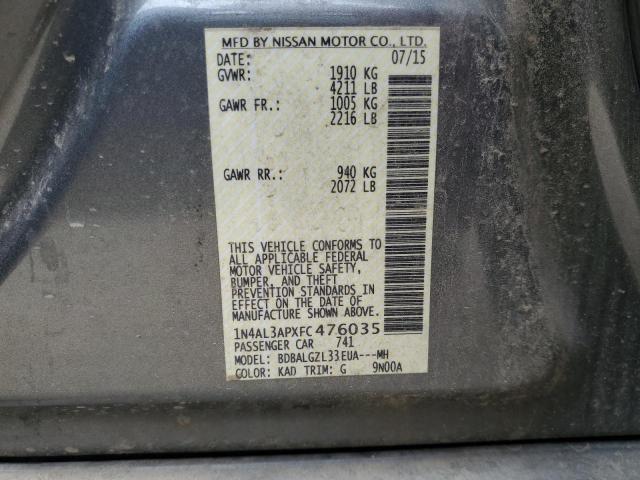 MFD BY NISSAN MOTOR CO., LTD.
DATE: 07/15
GVWR: 1910 KG
4211 LB
GAWR FR.: 1005 KG
2216 LB
GAWR RR.: 940 KG
2072 LB
THIS VEHICLE CONFORMS TO
ALL APPLICABLE FEDERAL
MOTOR VEHICLE SAFETY,
BUMPER, AND THEFT
PREVENTION STANDARDS IN
EFFECT ON THE DATE OF
MANUFACTURE SHOWN ABOVE.
1N4AL3APXFC476035
PASSENGER CAR 741
MODEL: BDBALGZL33EUA---MH
COLOR: KAD TRIM: G 9N00A